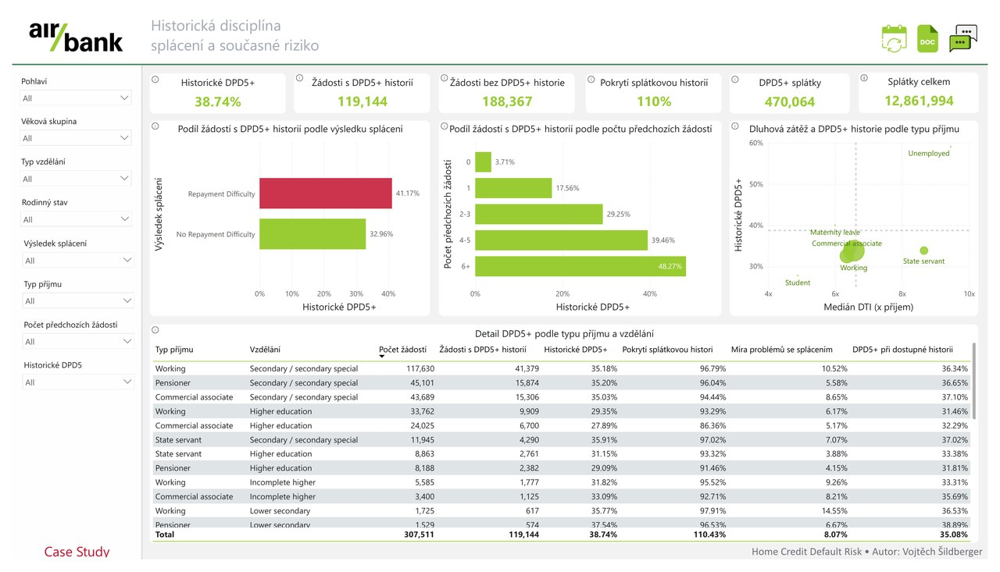 air bank
Historická disciplína
splácení a současné riziko
DOC
Pohlaví
All
Věková skupina
All
Typ vzdělání
All
Rodinný stav
All
Výsledek splácení
All
Typ příjmu
All
Počet předchozích žádostí
All
Historické DPD5
All
Case Study
Historické DPD5+
38.74%
Žádosti s DPD5+ historií
119,144
Žádosti bez DPD5+ historie
188,367
Pokrytí splátkovou historií
110%
DPD5+ splátky
470,064
Splátky celkem
12,861,994
Podíl žádostí s DPD5+ historií podle výsledku splácení
Výsledek splácení
Repayment Difficulty 41.17%
No Repayment Difficulty 32.96%
0% 10% 20% 30% 40%
Historické DPD5+
Podíl žádostí s DPD5+ historií podle počtu předchozích žádostí
Počet předchozích žádostí
0 3.71%
1 17.56%
2-3 29.25%
4-5 39.46%
6+ 48.27%
0% 20% 40%
Historické DPD5+
Dluhová zátěž a DPD5+ historie podle typu příjmu
Historické DPD5+
60%
Unemployed
50%
40%
Maternity leave
Commercial associate
State servant
30%
Working
Student
4x 6x 8x 10x
Medián DTI (x příjem)
Detail DPD5+ podle typu příjmu a vzdělání
Typ příjmu Vzdělání Počet žádostí Žádosti s DPD5+ historií Historické DPD5+ Pokrytí splátkovou histori Míra problémů se splácením DPD5+ při dostupné historii
Working Secondary / secondary special 117,630 41,379 35.18% 96.79% 10.52% 36.34%
Pensioner Secondary / secondary special 45,101 15,874 35.20% 96.04% 5.58% 36.65%
Commercial associate Secondary / secondary special 43,689 15,306 35.03% 94.44% 8.65% 37.10%
Working Higher education 33,762 9,909 29.35% 93.29% 6.17% 31.46%
Commercial associate Higher education 24,025 6,700 27.89% 86.36% 5.17% 32.29%
State servant Secondary / secondary special 11,945 4,290 35.91% 97.02% 7.07% 37.02%
State servant Higher education 8,863 2,761 31.15% 93.32% 3.88% 33.38%
Pensioner Higher education 8,188 2,382 29.09% 91.46% 4.15% 31.81%
Working Incomplete higher 5,585 1,777 31.82% 95.52% 9.26% 33.31%
Commercial associate Incomplete higher 3,400 1,125 33.09% 92.71% 8.21% 35.69%
Working Lower secondary 1,725 617 35.77% 97.91% 14.55% 36.53%
Pensioner Lower secondary 1,529 574 37.54% 96.53% 6.67% 38.89%
Total 307,511 119,144 38.74% 110.43% 8.07% 35.08%
Home Credit Default Risk • Autor: Vojtěch Šildberger